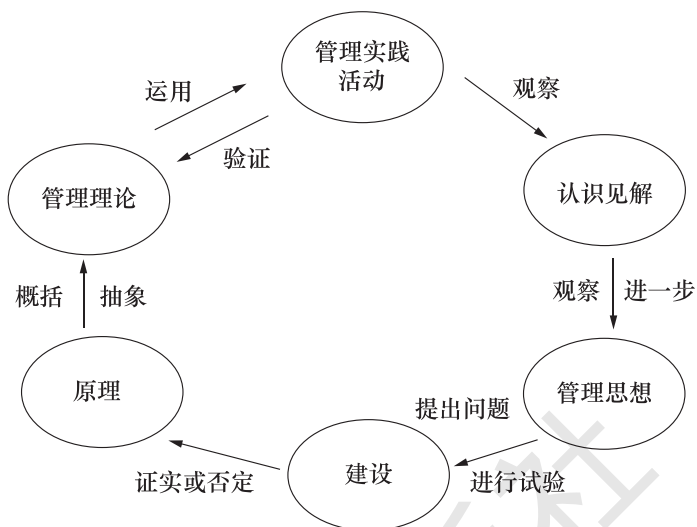 管理实践
活动
运用
观察
验证
管理理论
认识见解
概括
抽象
观察
进一步
原理
管理思想
提出问题
建设
证实或否定
进行试验
社